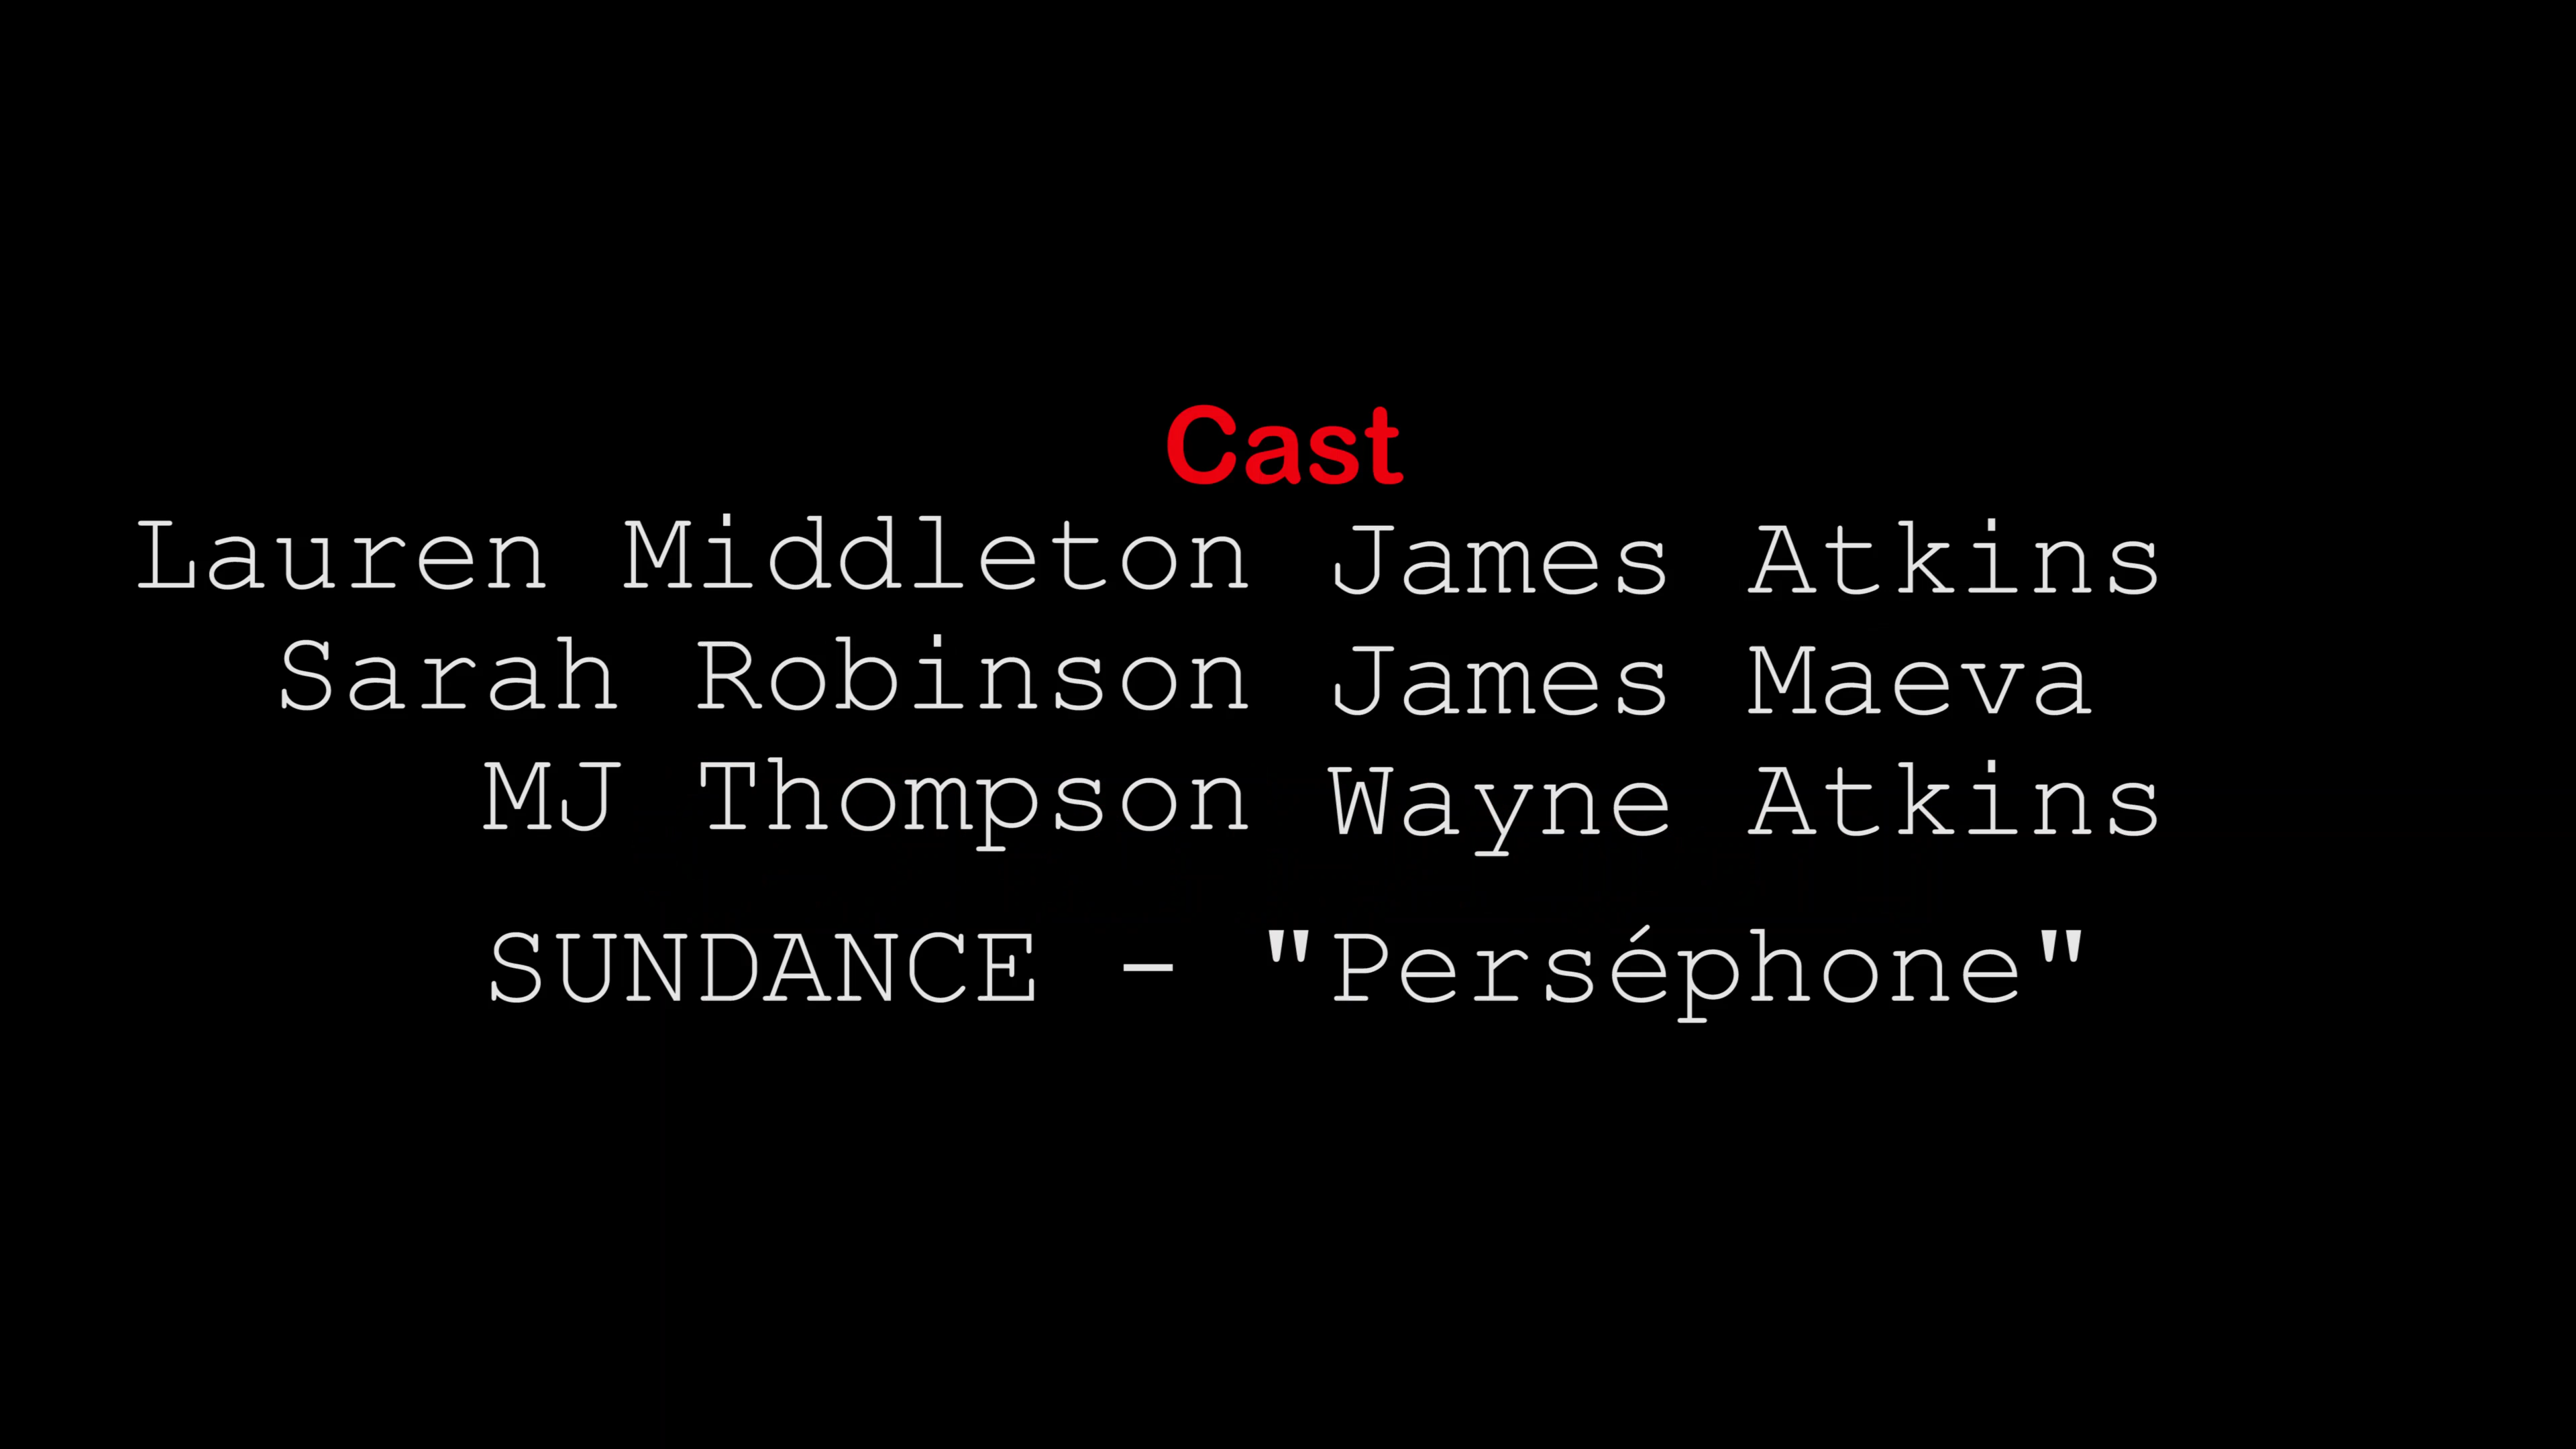 Cast
Lauren Middleton James Atkins
Sarah Robinson James Maeva
MJ Thompson Wayne Atkins
SUNDANCE - "Perséphone"